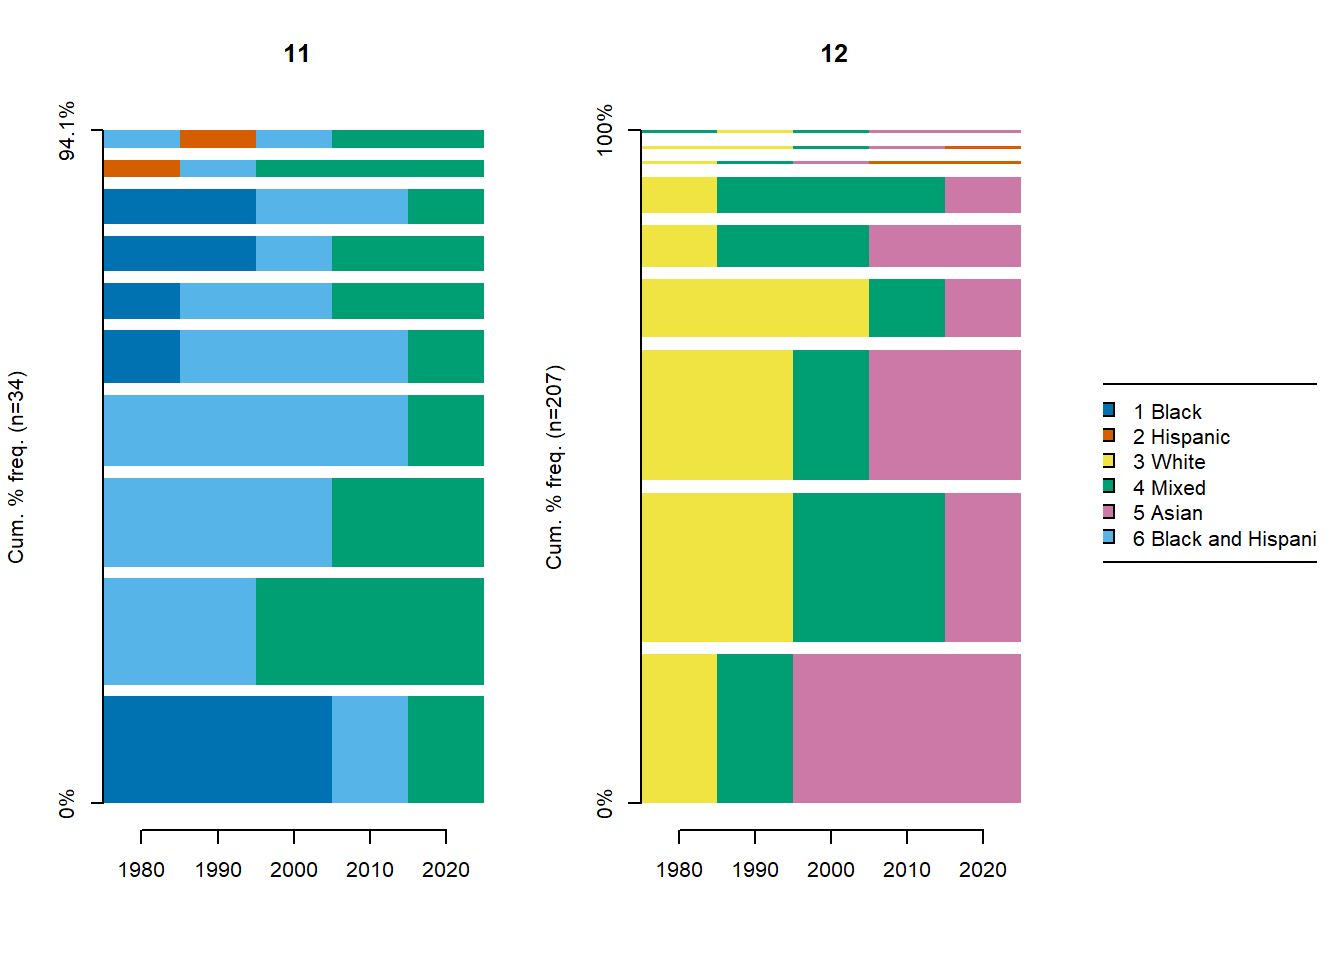 11
12
94.1%
0%
Cum. % freq. (n=34)
1980 1990 2000 2010 2020
100%
0%
Cum. % freq. (n=207)
1980 1990 2000 2010 2020
1 Black
2 Hispanic
3 White
4 Mixed
5 Asian
6 Black and Hispani